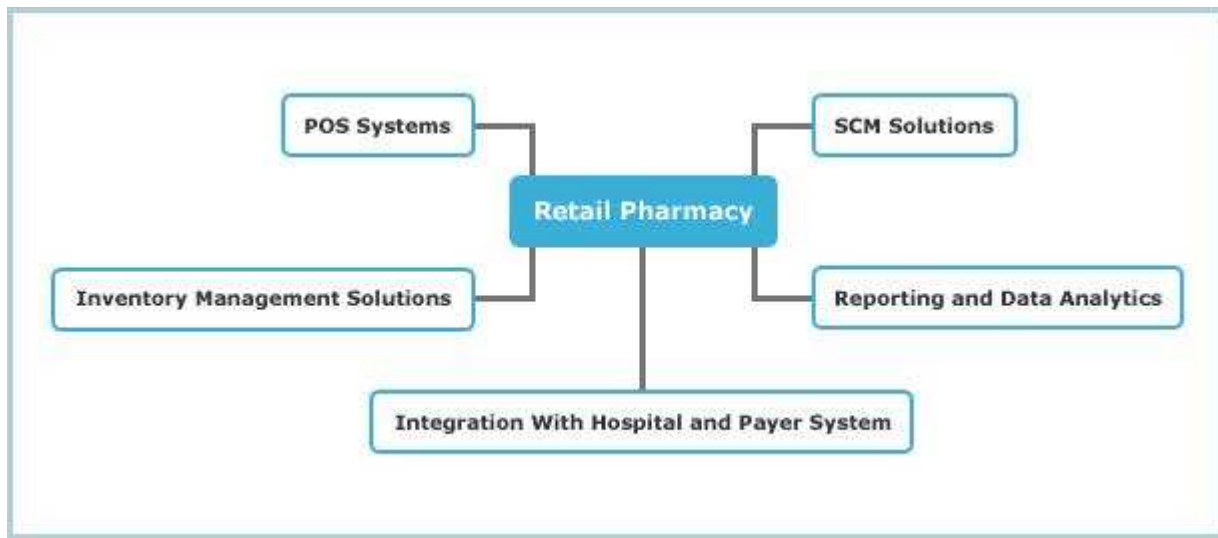 POS Systems
SCM Solutions
Retail Pharmacy
Inventory Management Solutions
Reporting and Data Analytics
Integration With Hospital and Payer System